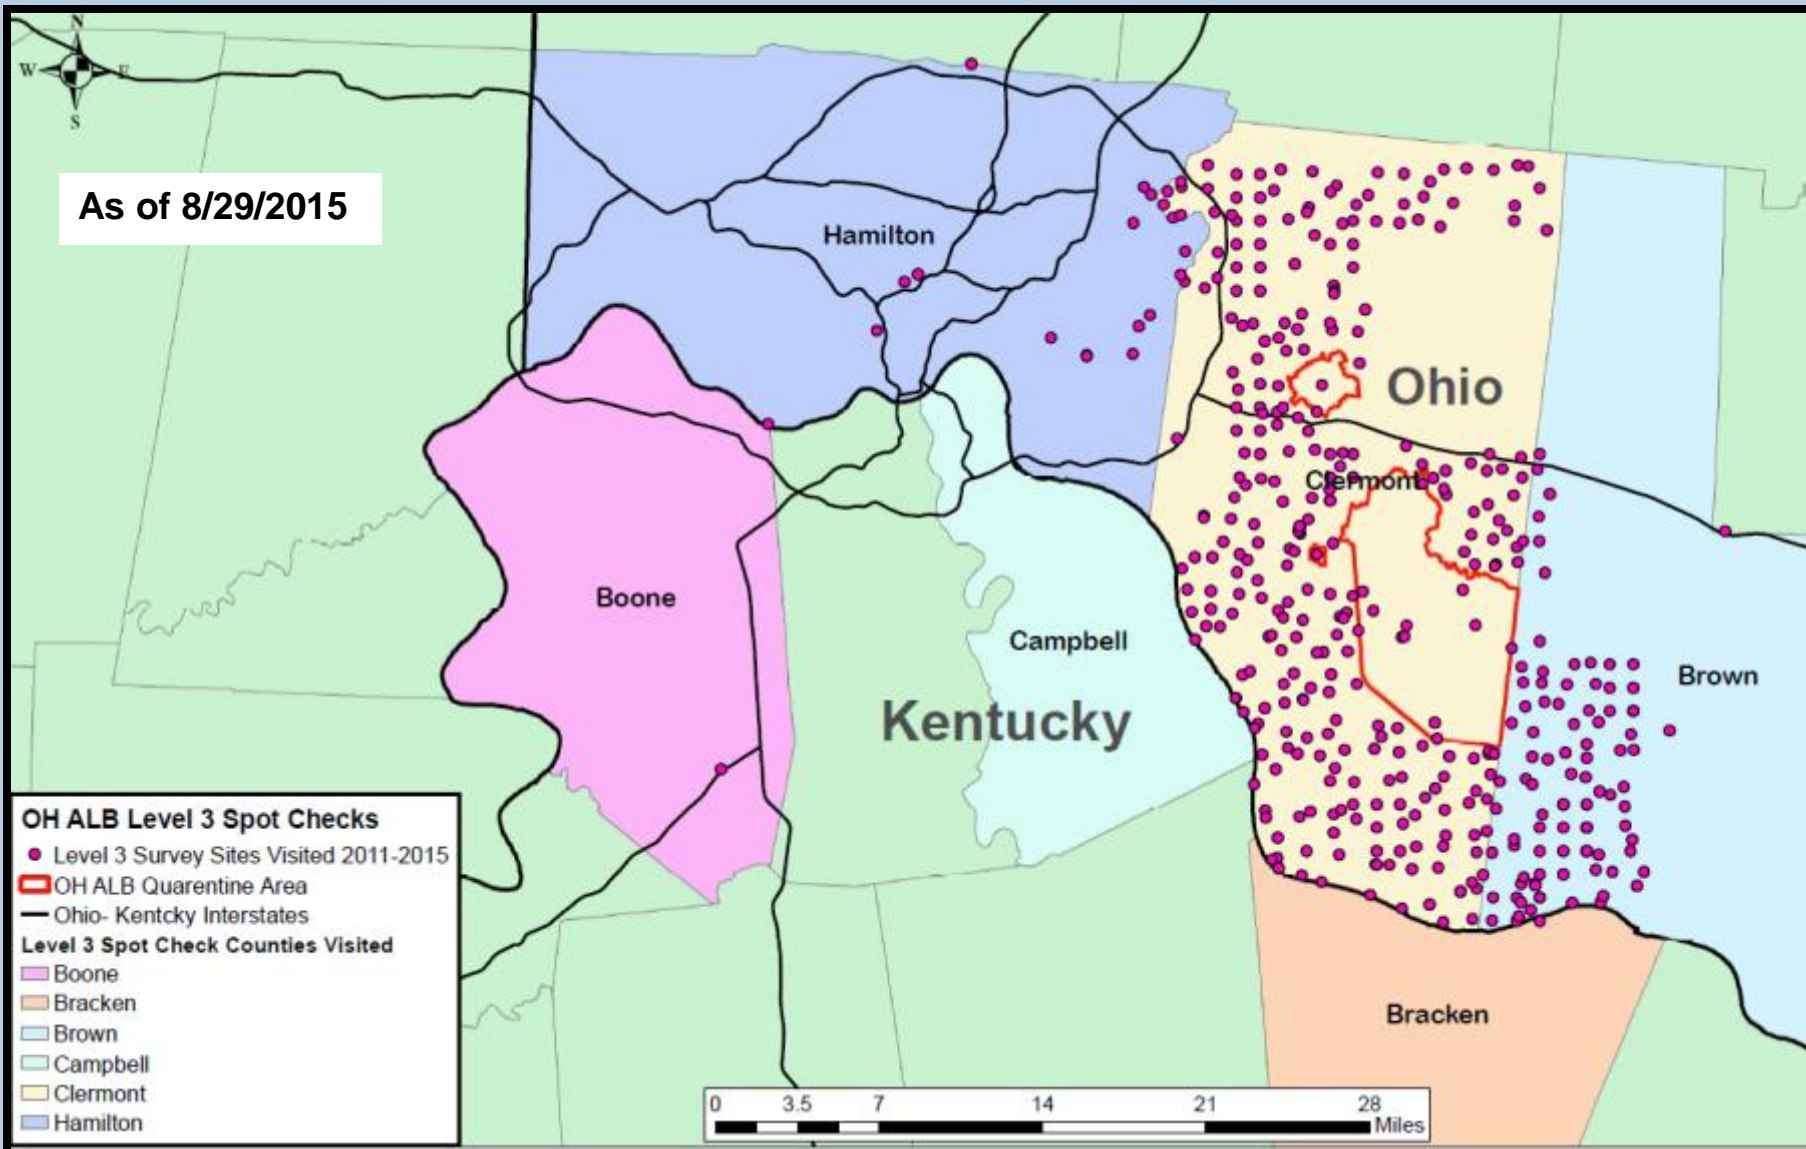 N
W E
S
As of 8/29/2015
Hamilton
Ohio
Clermont
Boone
Campbell
Brown
Kentucky
Bracken
OH ALB Level 3 Spot Checks
Level 3 Survey Sites Visited 2011-2015
OH ALB Quarentine Area
Ohio- Kentcky Interstates
Level 3 Spot Check Counties Visited
Boone
Bracken
Brown
Campbell
Clermont
Hamilton
0 3.5 7 14 21 28
Miles